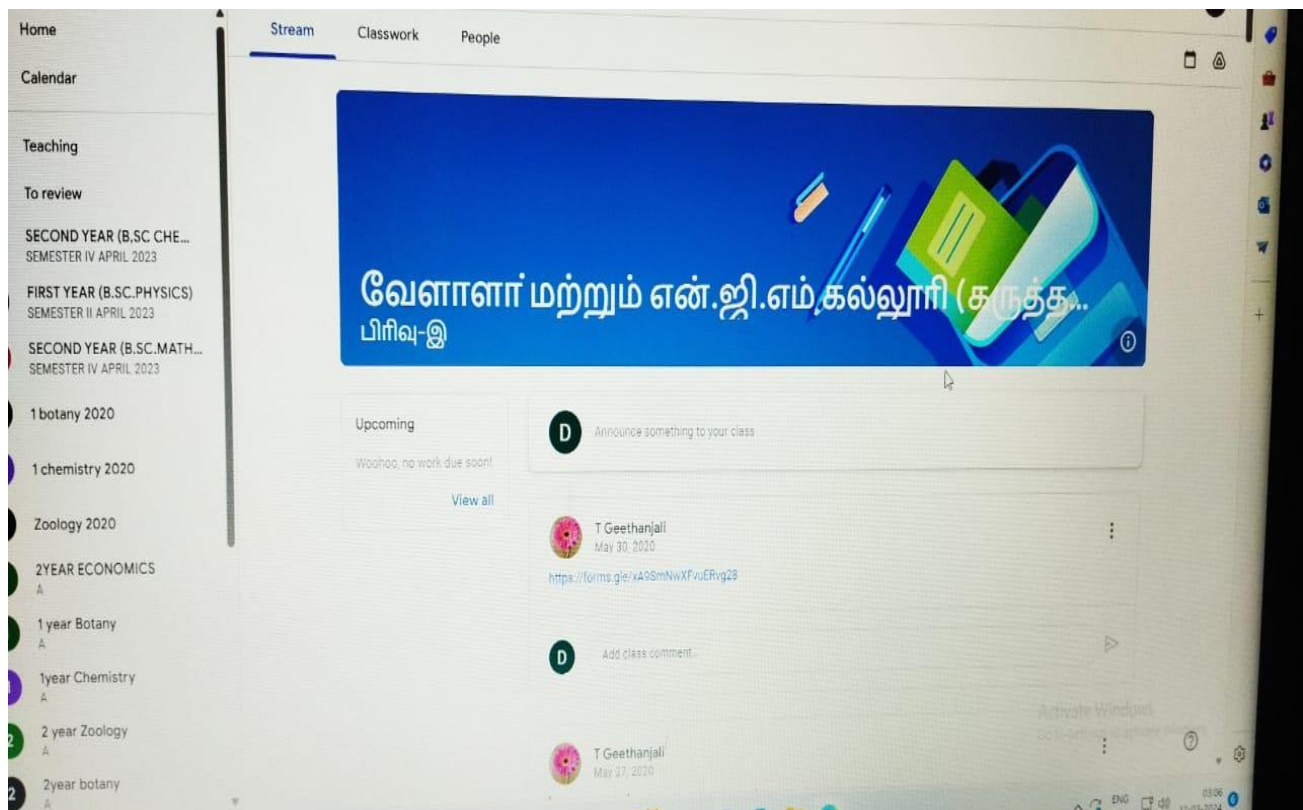 Home
Calendar
Teaching
To review
SECOND YEAR (B,SC CHE...
SEMESTER IV APRIL 2023
FIRST YEAR (B.SC.PHYSICS)
SEMESTER II APRIL 2023
SECOND YEAR (B.SC.MATH...
SEMESTER IV APRIL 2023
1 botany 2020
1 chemistry 2020
Zoology 2020
2YEAR ECONOMICS
A
1 year Botany
A
1year Chemistry
A
2
2 year Zoology
A
2
2year botany
A
Stream Classwork People
வேளாளர் மற்றும் என்.ஜி.எம் கல்லூரி (கருத்த...
பிரிவு-இ
Upcoming
Woohoo, no work due soon!
View all
D
Announce something to your class
T Geethanjali
May 30, 2020
https://forms.gle/xA9SmNwXFvuERvg28
D
Add class comment...
T Geethanjali
May 27, 2020
Activate Windows
ENG
03:06